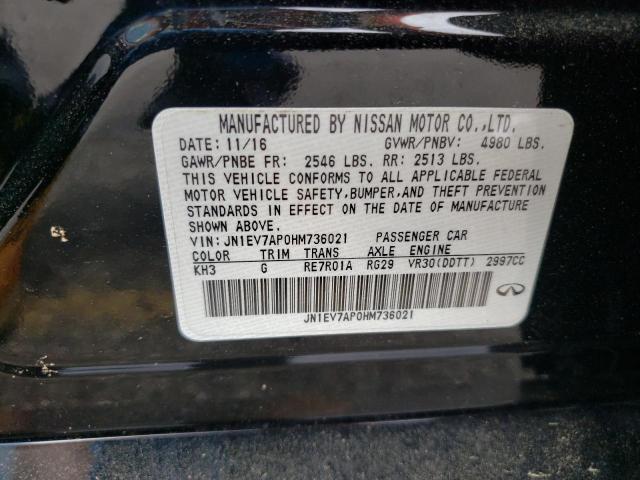 MANUFACTURED BY NISSAN MOTOR CO.,LTD.
DATE: 11/16 GVWR/PNBV: 4980 LBS.
GAWR/PNBE FR: 2546 LBS. RR: 2513 LBS.
THIS VEHICLE CONFORMS TO ALL APPLICABLE FEDERAL
MOTOR VEHICLE SAFETY,BUMPER,AND THEFT PREVENTION
STANDARDS IN EFFECT ON THE DATE OF MANUFACTURE
SHOWN ABOVE.
VIN: JN1EV7AP0HM736021 PASSENGER CAR
COLOR TRIM TRANS AXLE ENGINE
KH3 G RE7R01A RG29 VR30(DDTT) 2997CC
JN1EV7AP0HM736021